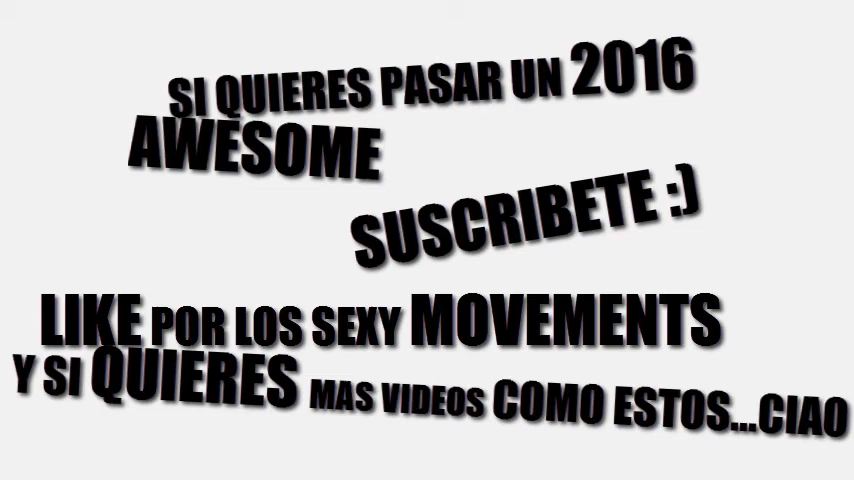 SI QUIERES PASAR UN 2016
AWESOME
SUSCRIBETE :)
LIKE POR LOS SEXY MOVEMENTS
Y SI QUIERES MAS VIDEOS COMO ESTOS...CIAO